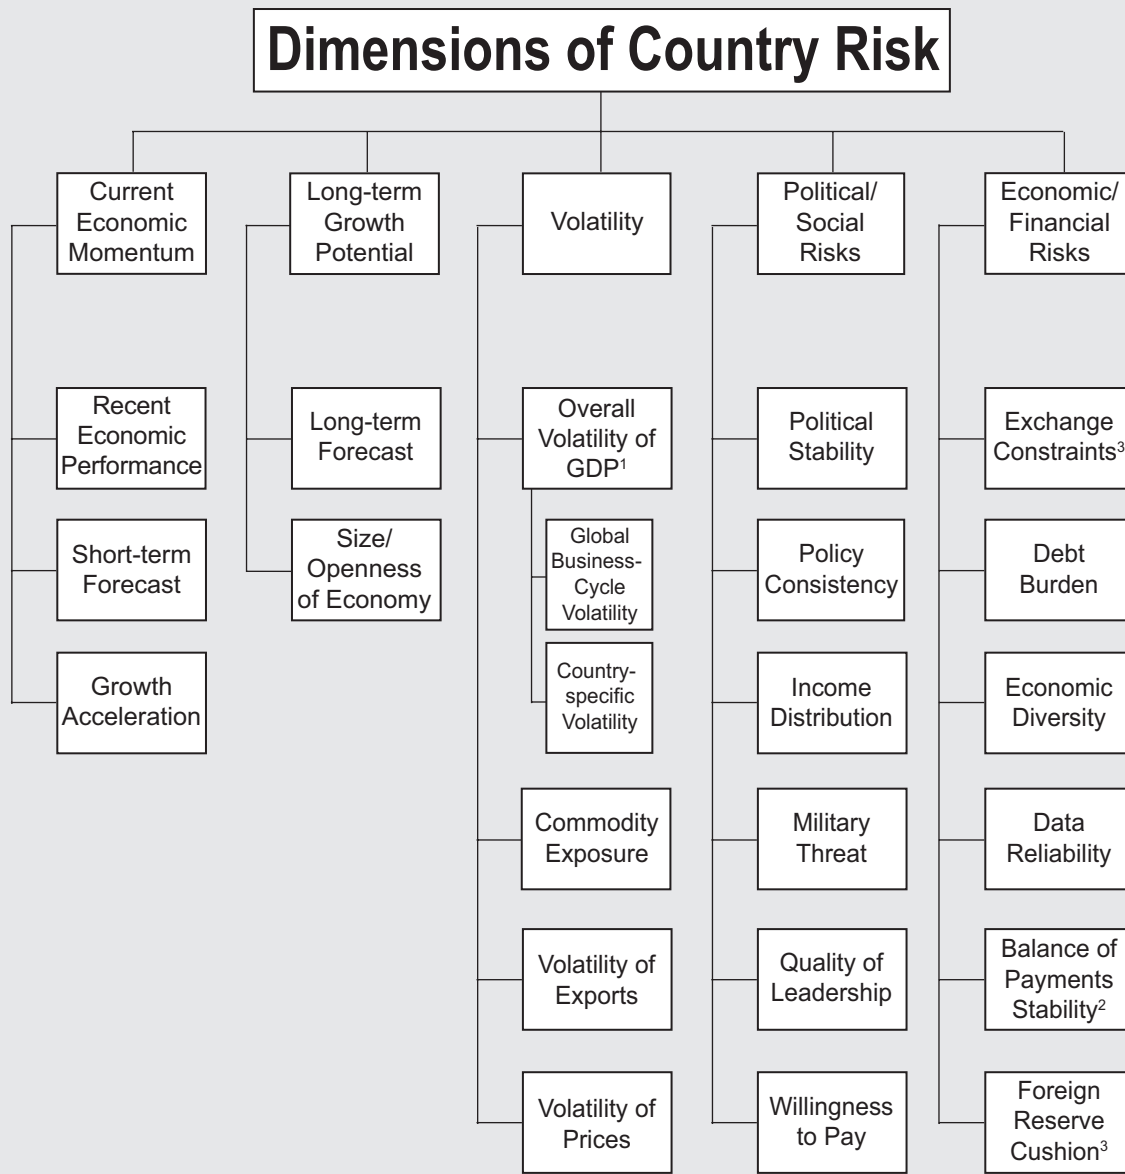 Dimensions of Country Risk
Current
Economic
Momentum
Long-term
Growth
Potential
Volatility
Political/
Social
Risks
Economic/
Financial
Risks
Recent
Economic
Performance
Long-term
Forecast
Overall
Volatility of
GDP¹
Political
Stability
Exchange
Constraints³
Short-term
Forecast
Size/
Openness
of Economy
Global
Business-
Cycle
Volatility
Policy
Consistency
Debt
Burden
Growth
Acceleration
Country-
specific
Volatility
Income
Distribution
Economic
Diversity
Commodity
Exposure
Military
Threat
Data
Reliability
Volatility of
Exports
Quality of
Leadership
Balance of
Payments
Stability²
Volatility of
Prices
Willingness
to Pay
Foreign
Reserve
Cushion³